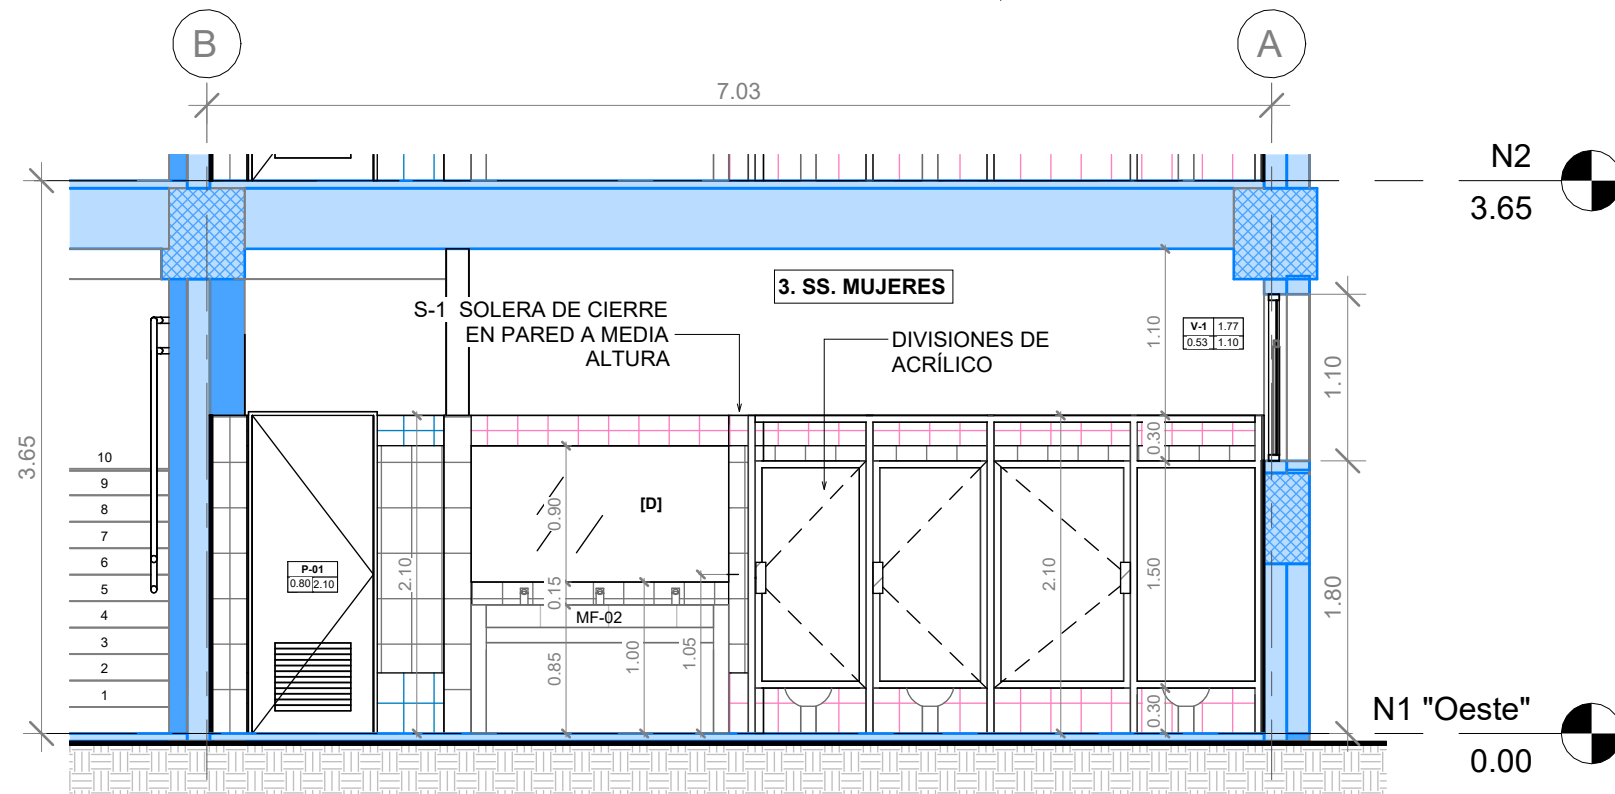 B
A
7.03
N2
3.65
3. SS. MUJERES
S-1 SOLERA DE CIERRE
EN PARED A MEDIA
ALTURA
DIVISIONES DE
ACRÍLICO
V-1 1.77
0.53 1.10
1.10
1.10
3.65
10
9
8
7
6
5
4
3
2
1
P-01
0.80 2.10
2.10
0.90
[D]
0.15
MF-02
0.85
1.00
1.05
2.10
0.30
1.50
0.30
1.80
N1 "Oeste"
0.00